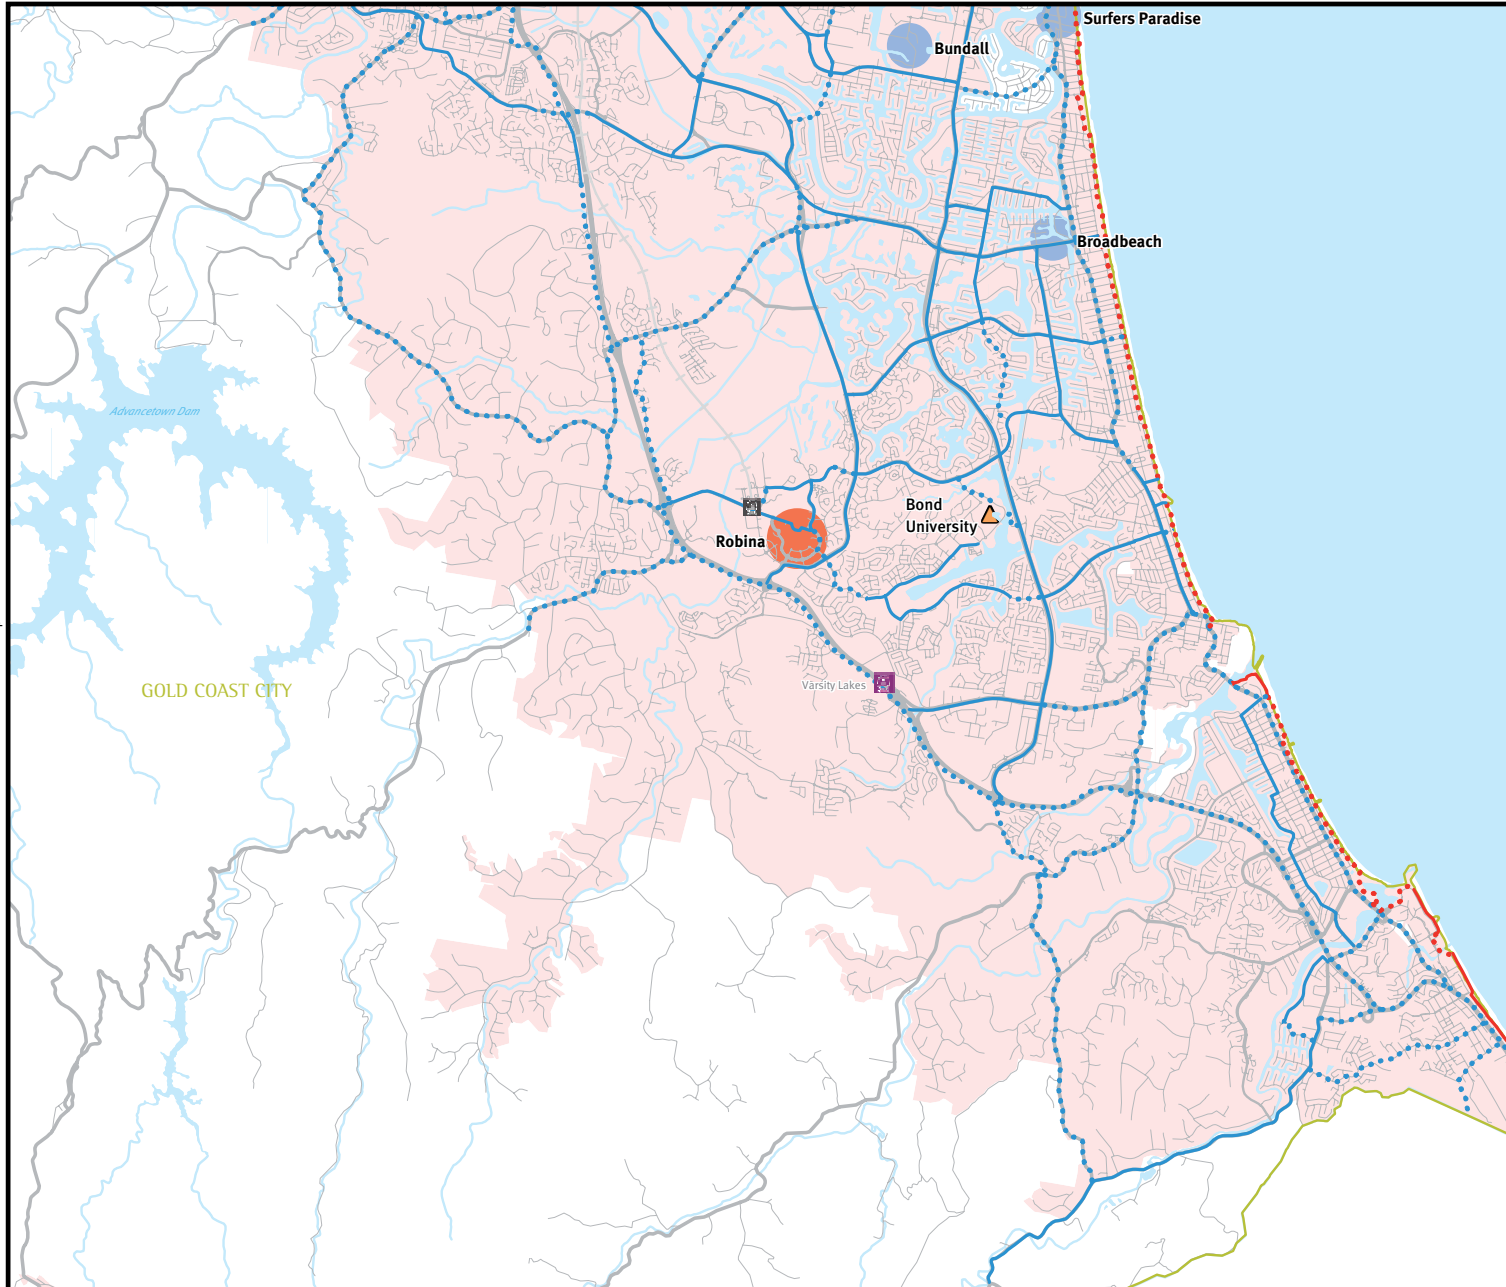 Surfers Paradise
Bundall
Broadbeach
Advancetown Dam
Bond
University
Robina
Varsity Lakes
GOLD COAST CITY